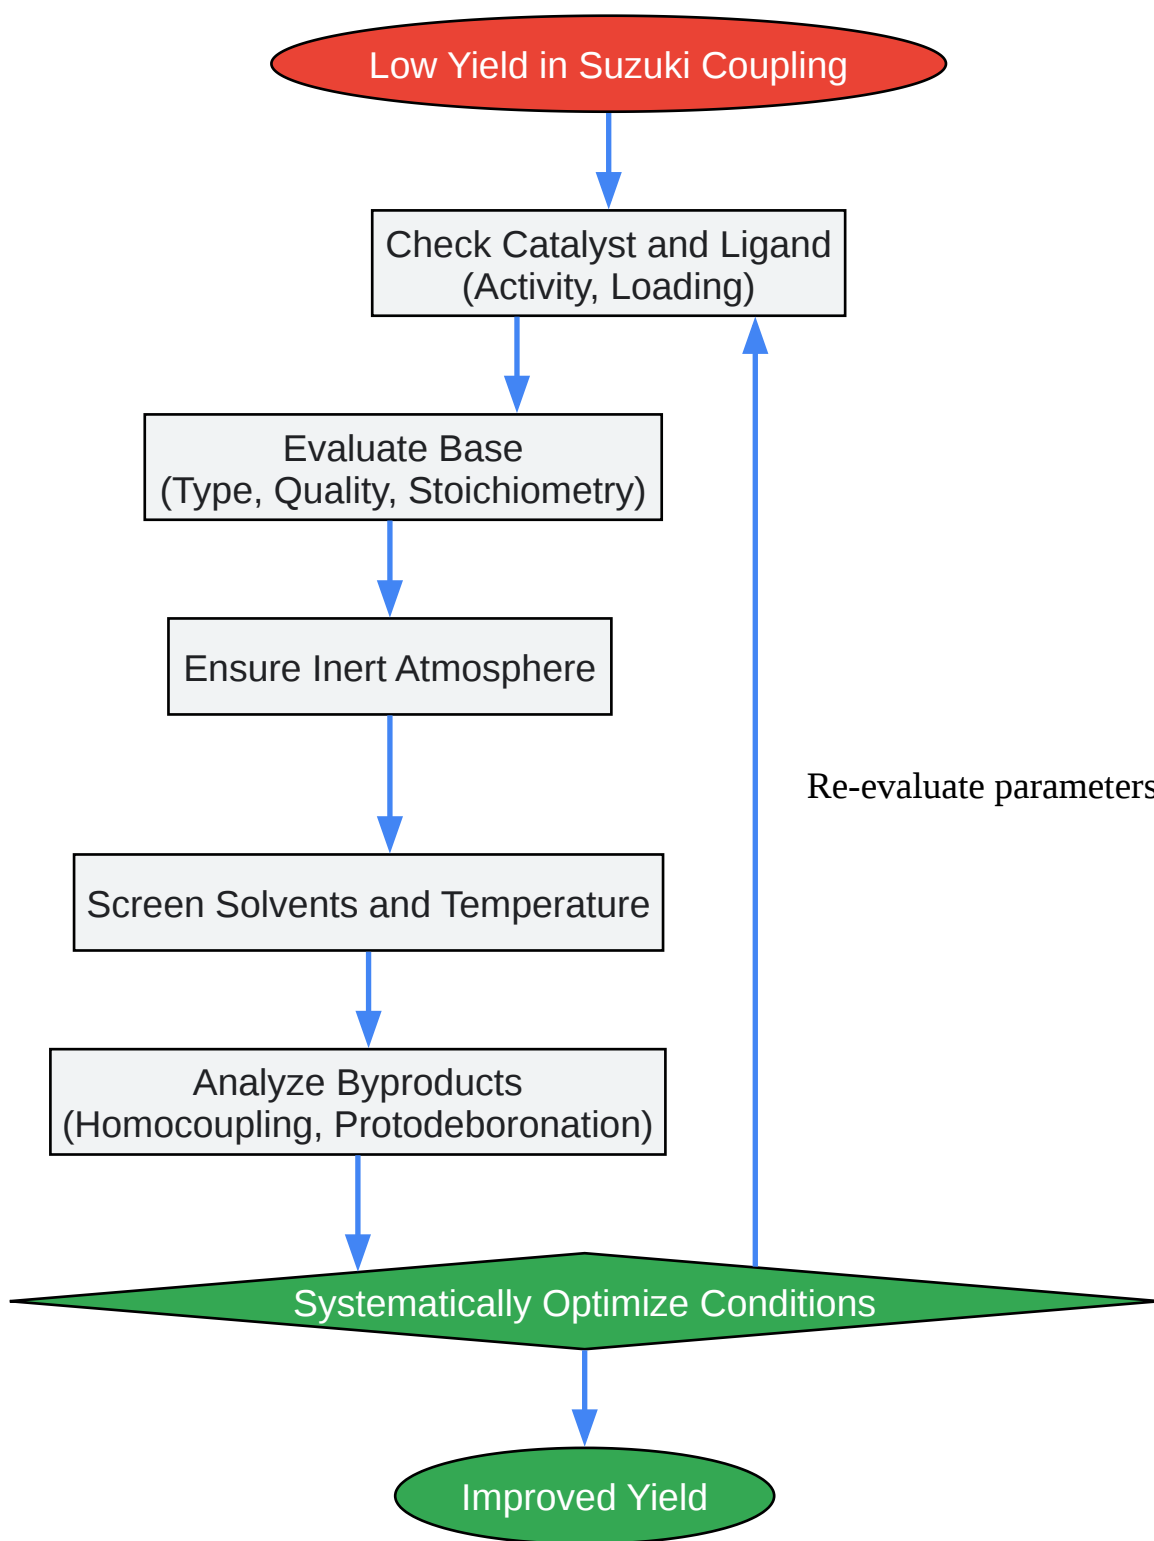 Low Yield in Suzuki Coupling
Check Catalyst and Ligand
(Activity, Loading)
Evaluate Base
(Type, Quality, Stoichiometry)
Ensure Inert Atmosphere
Re-evaluate parameters
Screen Solvents and Temperature
Analyze Byproducts
(Homocoupling, Protodeboronation)
Systematically Optimize Conditions
Improved Yield